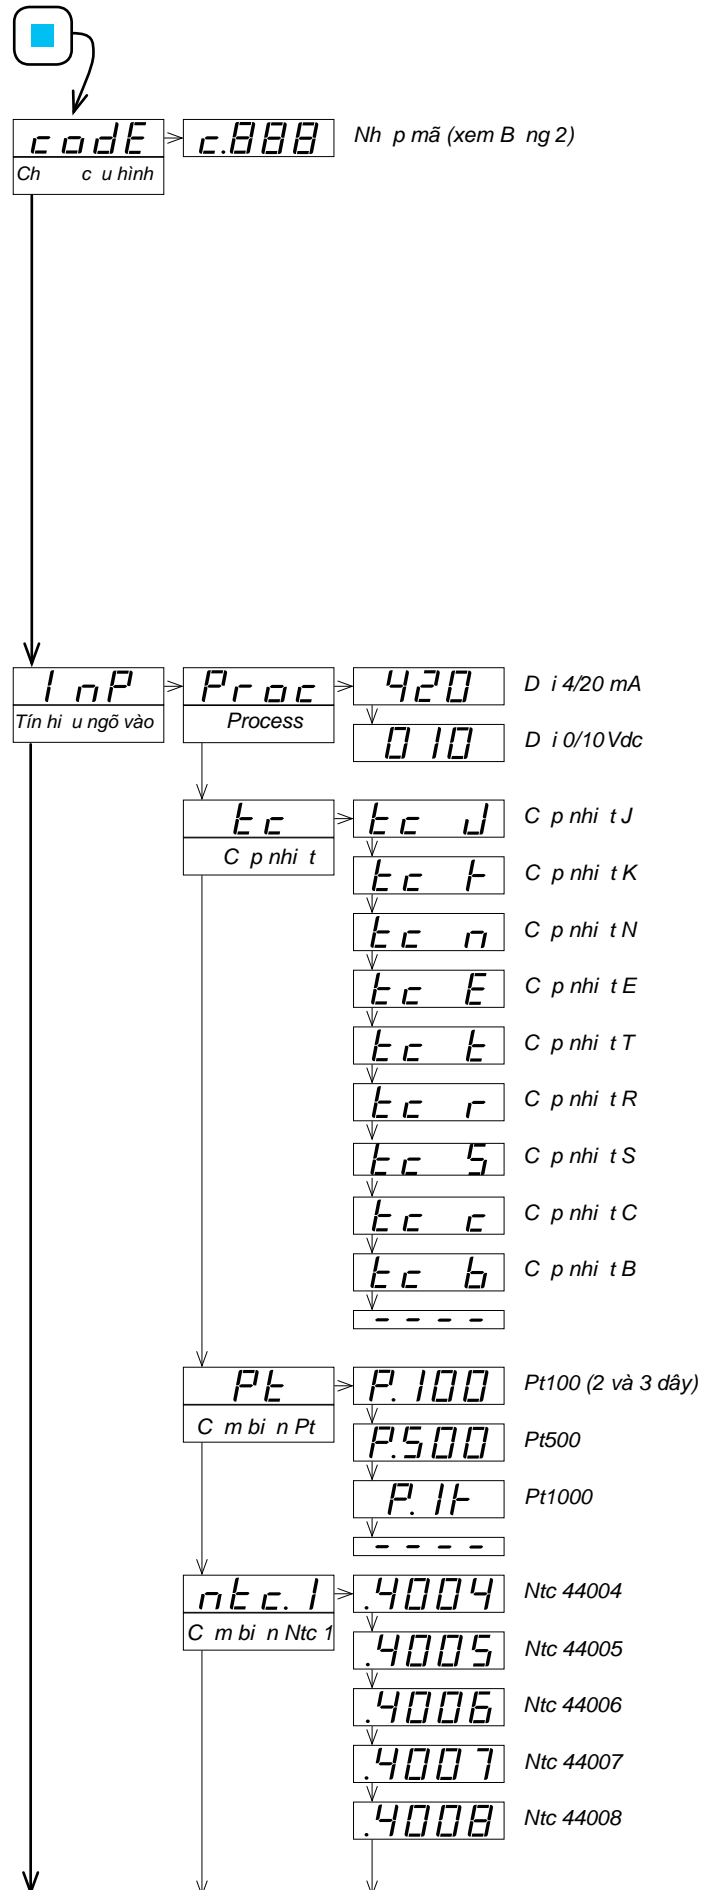 codE
c.888
Nh p mã (xem B ng 2)
Ch c u hình
InP
Proc
420
D i 4/20 mA
Tín hi u ngõ vào
Process
010
D i 0/10 Vdc
tc
tc J
C p nhi t J
C p nhi t
tc k
C p nhi t K
tc n
C p nhi t N
tc E
C p nhi t E
tc t
C p nhi t T
tc r
C p nhi t R
tc S
C p nhi t S
tc c
C p nhi t C
tc b
C p nhi t B
----
Pt
P.100
Pt100 (2 và 3 dây)
C m bi n Pt
P.500
Pt500
P.1k
Pt1000
----
ntc.1
.4004
Ntc 44004
C m bi n Ntc 1
.4005
Ntc 44005
.4006
Ntc 44006
.4007
Ntc 44007
.4008
Ntc 44008